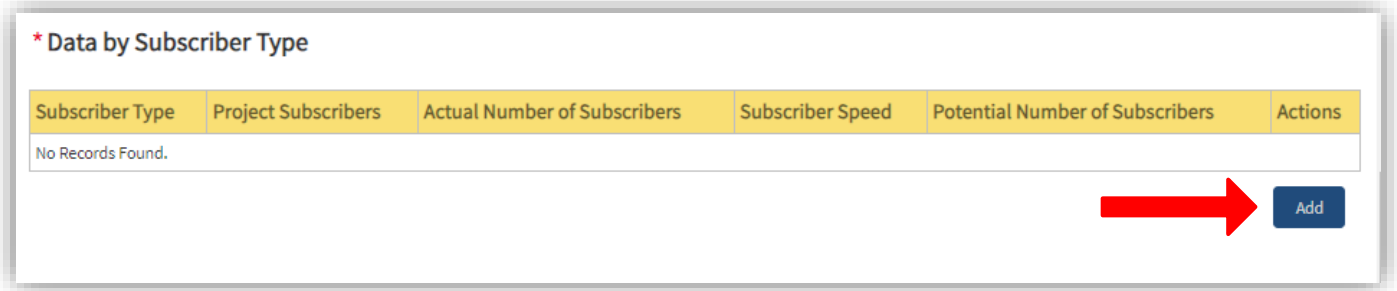 * Data by Subscriber Type
Subscriber Type Project Subscribers Actual Number of Subscribers Subscriber Speed Potential Number of Subscribers Actions
No Records Found.
Add